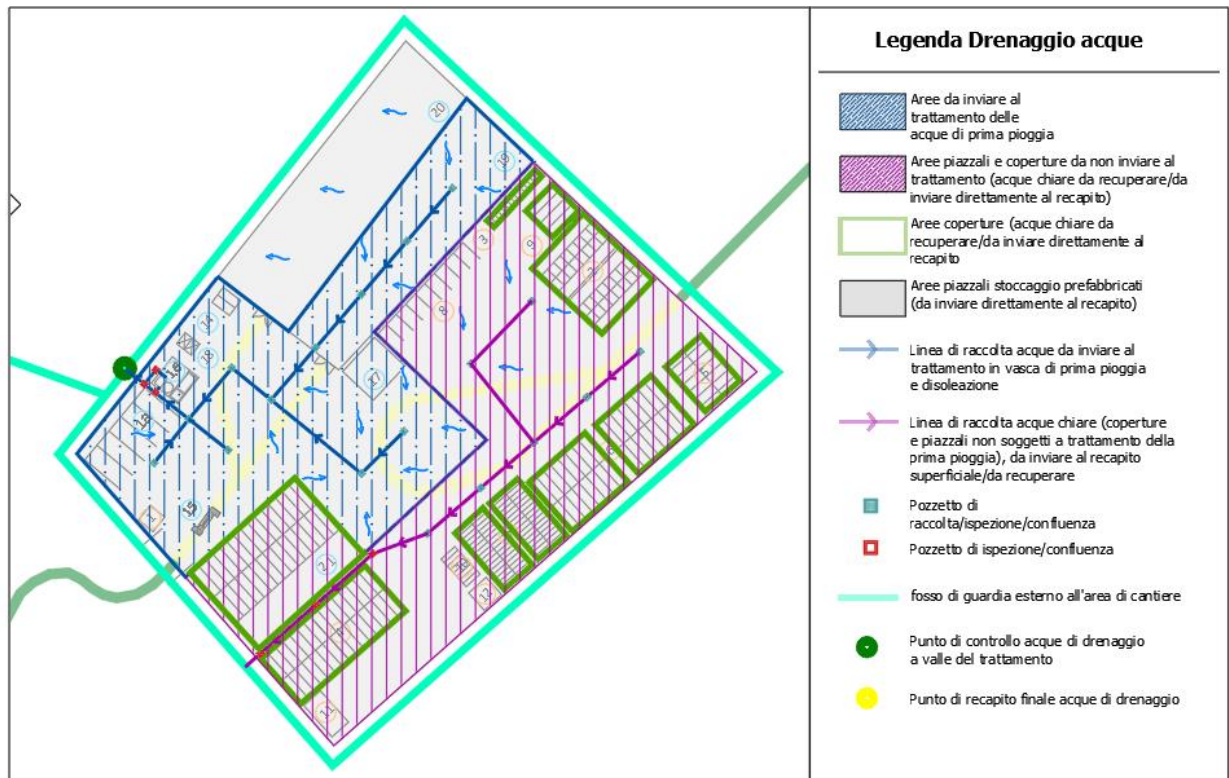 Legenda Drenaggio acque
Aree da inviare al
trattamento delle
acque di prima pioggia
Aree piazzali e coperture da non inviare al
trattamento (acque chiare da recuperare/da
inviare direttamente al recapito)
Aree coperture (acque chiare da
recuperare/da inviare direttamente al
recapito
Aree piazzali stoccaggio prefabbricati
(da inviare direttamente al recapito)
Linea di raccolta acque da inviare al
trattamento in vasca di prima pioggia
e disoleazione
Linea di raccolta acque chiare (coperture
e piazzali non soggetti a trattamento della
prima pioggia), da inviare al recapito
superficiale/da recuperare
Pozzetto di
raccolta/ispezione/confluenza
Pozzetto di ispezione/confluenza
fosso di guardia esterno all'area di cantiere
Punto di controllo acque di drenaggio
a valle del trattamento
Punto di recapito finale acque di drenaggio
20
19
3
9
8
14
18
17
16
15
1
21
12
11